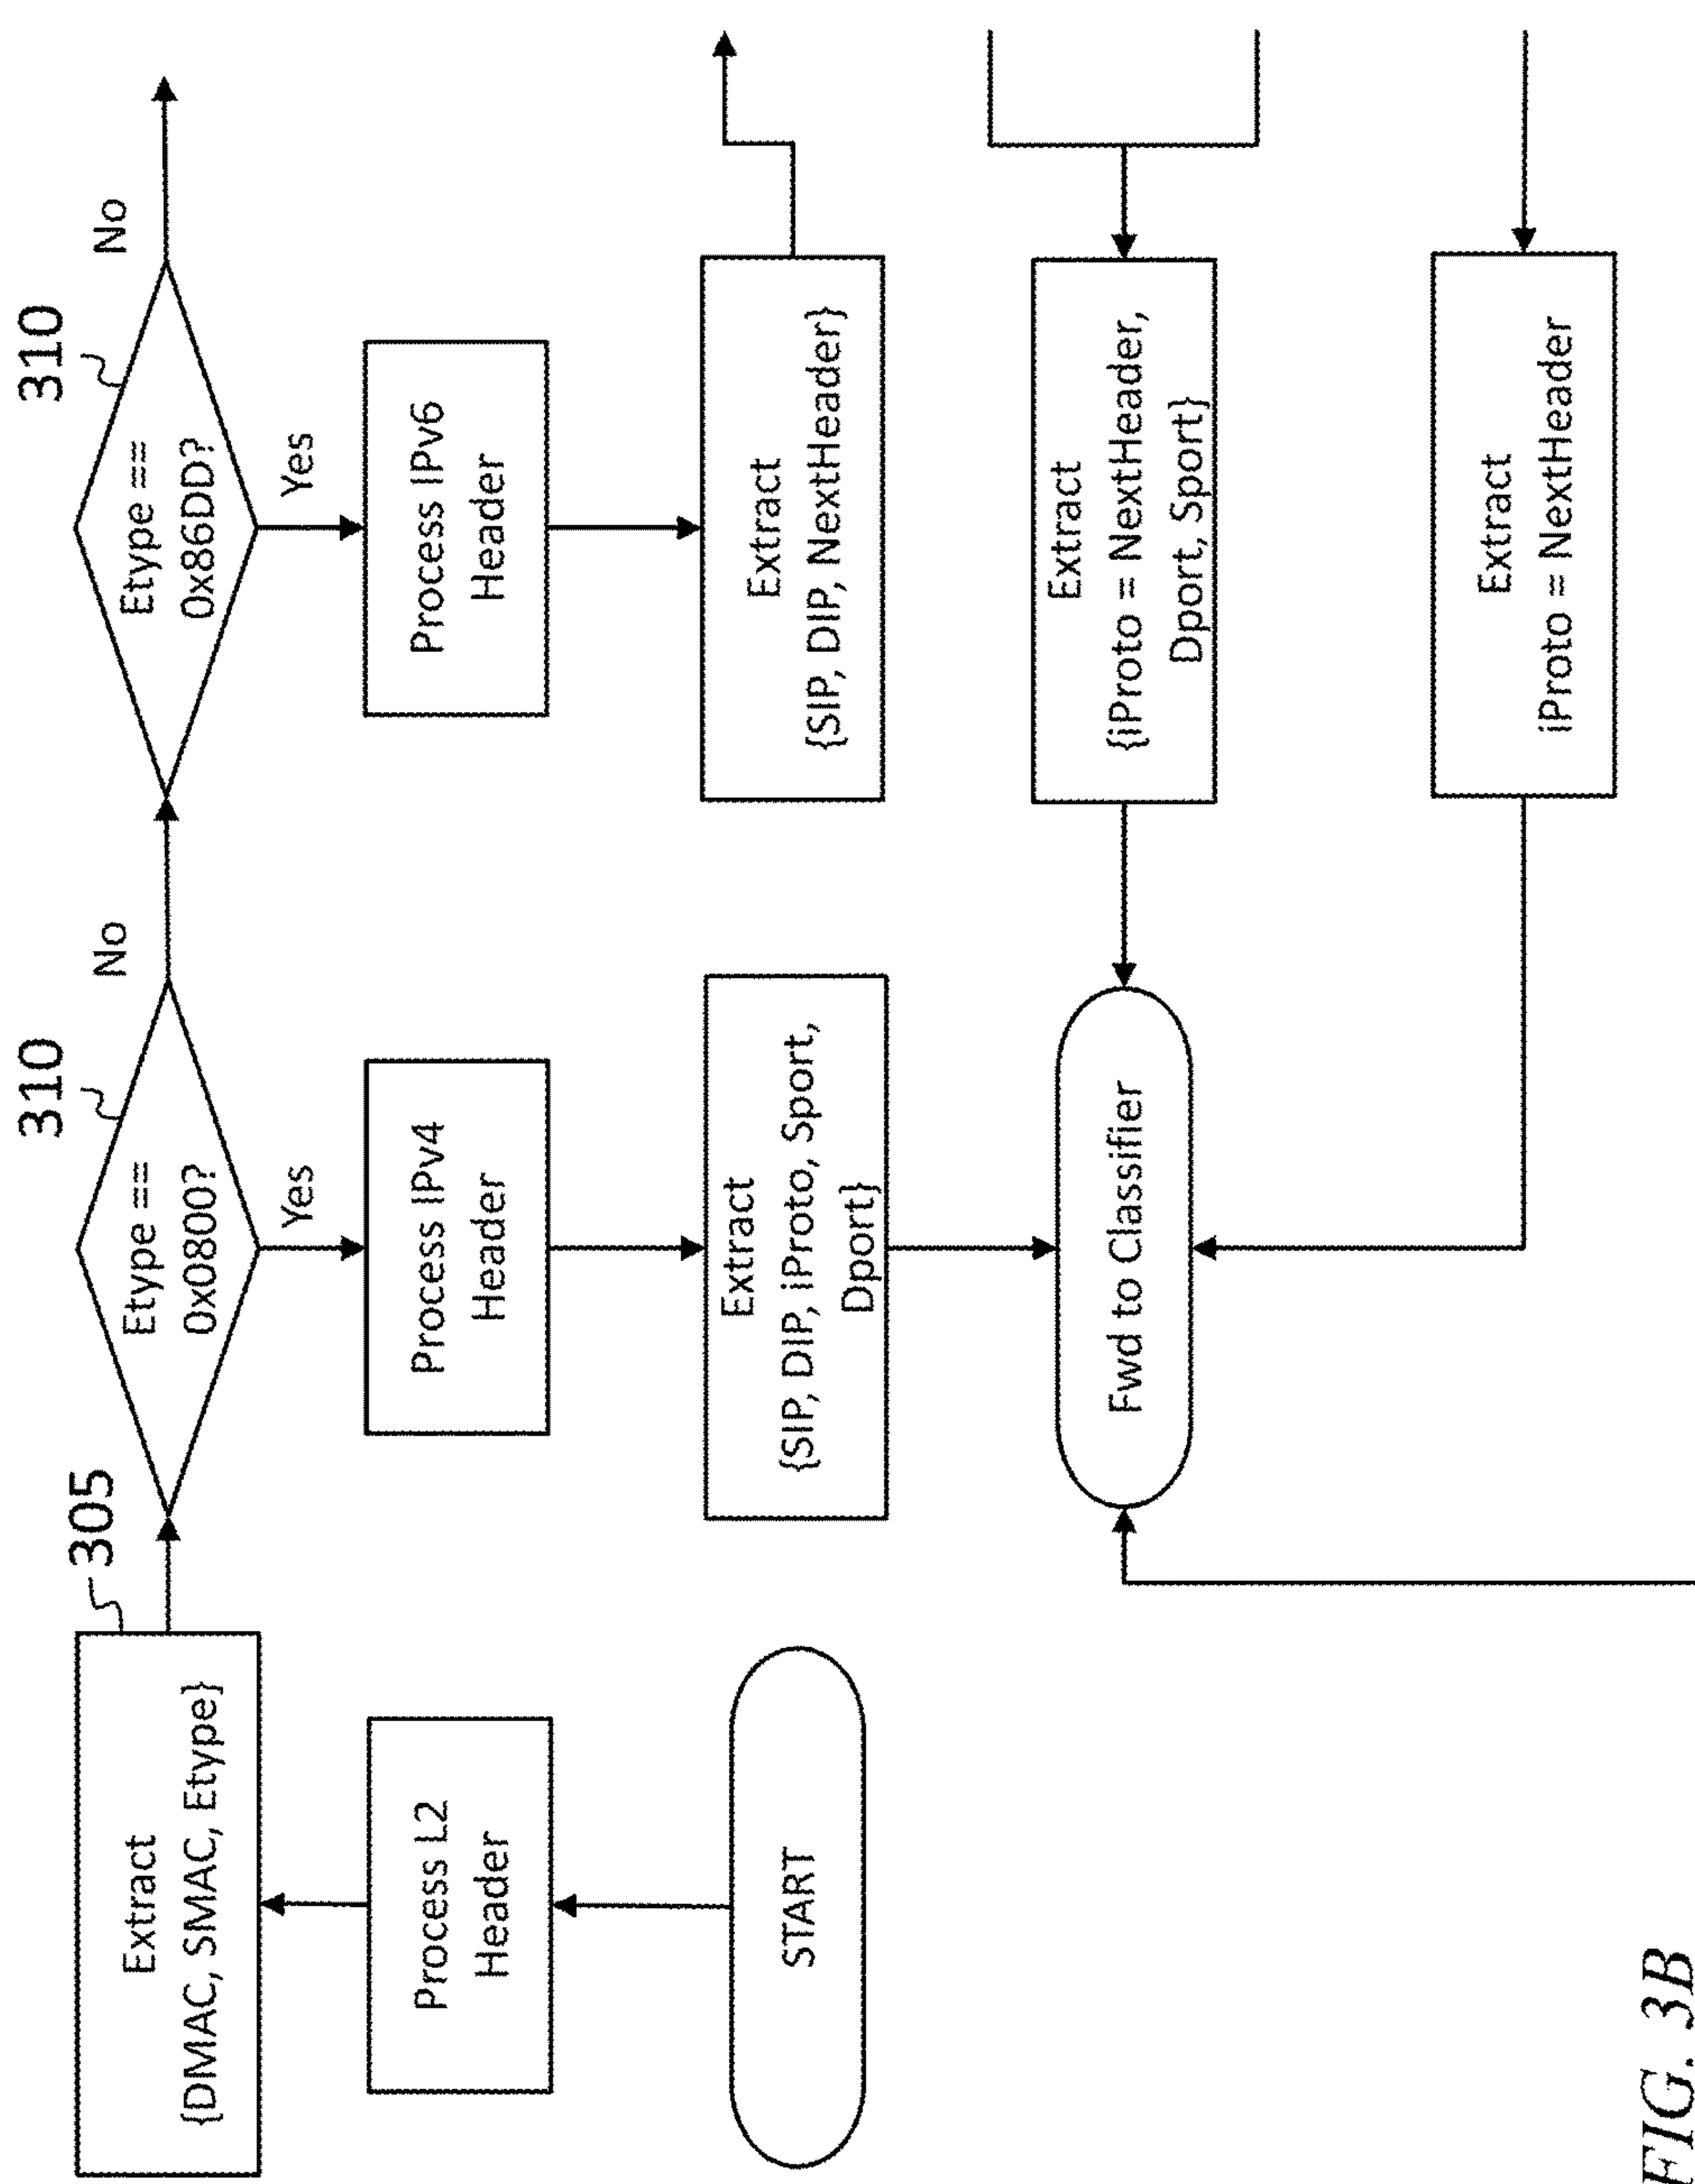 305
310
310
Extract
{DMAC, SMAC, Etype}
Etype ==
0x0800?
No
Etype ==
0x86DD?
No
Yes
Yes
Process L2
Header
Process IPv4
Header
Process IPv6
Header
START
Extract
{SIP, DIP, iProto, Sport,
Dport}
Extract
{SIP, DIP, NextHeader}
Fwd to Classifier
Extract
{iProto = NextHeader,
Dport, Sport}
Extract
iProto = NextHeader
FIG. 3B